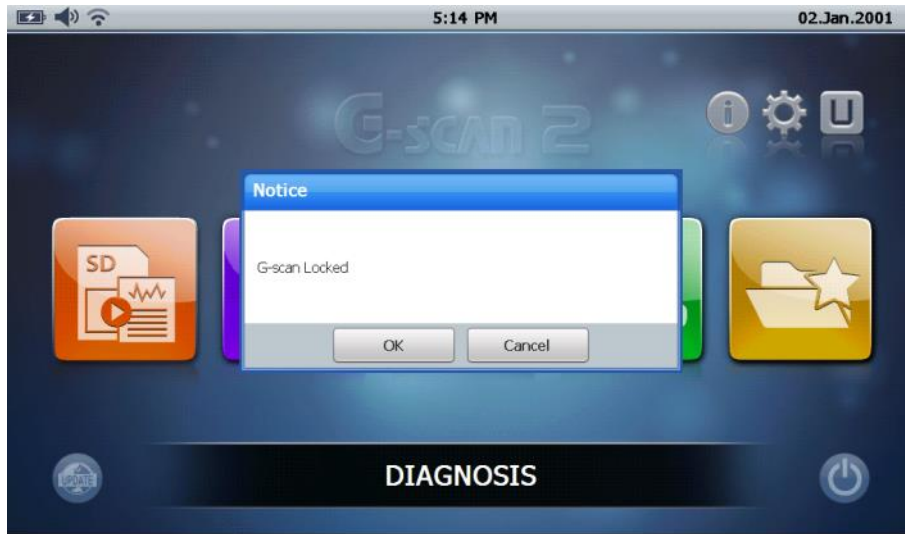 5:14 PM
02.Jan.2001
G-scan 2
i
U
Notice
SD
G-scan Locked
OK
Cancel
UPDATE
DIAGNOSIS